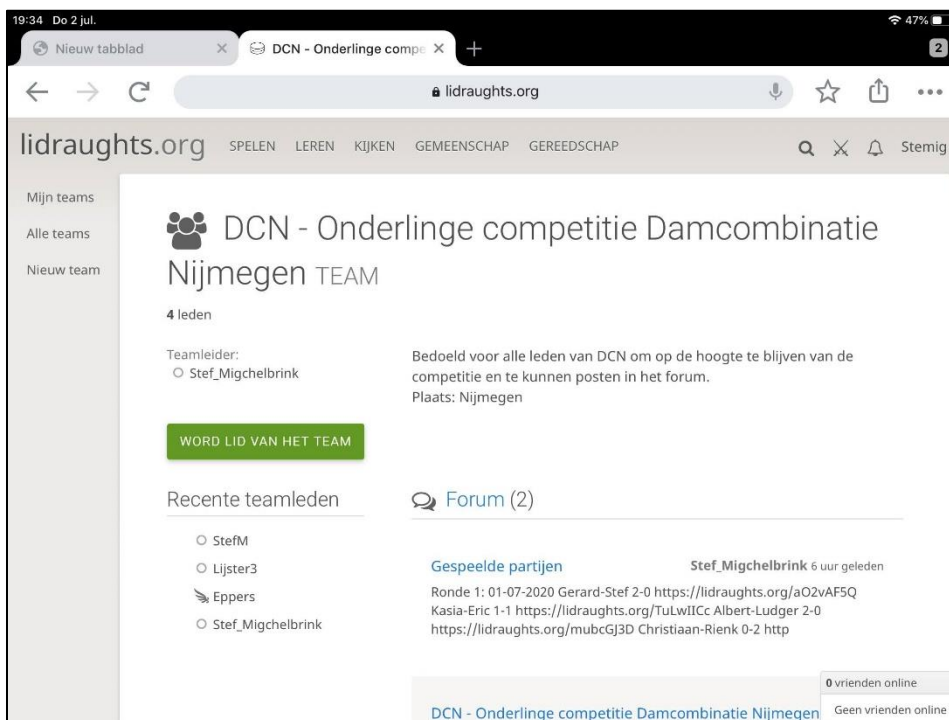 19:34 Do 2 jul.
47%
Nieuw tabblad
DCN - Onderlinge compe
2
lidraughts.org
lidraughts.org SPELEN LEREN KIJKEN GEMEENSCHAP GEREEDSCHAP Stemig
Mijn teams
Alle teams
Nieuw team
DCN - Onderlinge competitie Damcombinatie
Nijmegen TEAM
4 leden
Teamleider:
Stef_Migchelbrink
Bedoeld voor alle leden van DCN om op de hoogte te blijven van de
competitie en te kunnen posten in het forum.
Plaats: Nijmegen
WORD LID VAN HET TEAM
Recente teamleden
StefM
Lijster3
Eppers
Stef_Migchelbrink
Forum (2)
Gespeelde partijen Stef_Migchelbrink 6 uur geleden
Ronde 1: 01-07-2020 Gerard-Stef 2-0 https://lidraughts.org/aO2vAF5Q
Kasia-Eric 1-1 https://lidraughts.org/TuLwIICc Albert-Ludger 2-0
https://lidraughts.org/mubcGJ3D Christiaan-Rienk 0-2 http
DCN - Onderlinge competitie Damcombinatie Nijmegen
0 vrienden online
Geen vrienden online